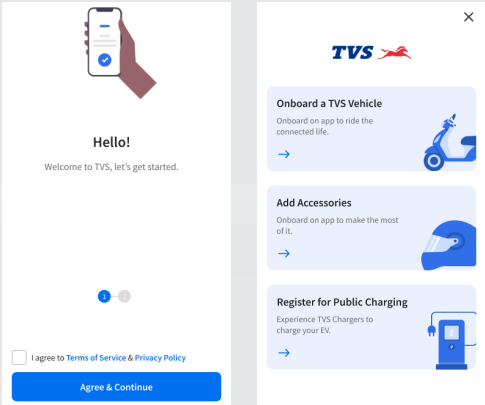 Hello!
Welcome to TVS, let's get started.
1
2
I agree to Terms of Service & Privacy Policy
Agree & Continue
TVS
Onboard a TVS Vehicle
Onboard on app to ride the
connected life.
Add Accessories
Onboard on app to make the most
of it.
Register for Public Charging
Experience TVS Chargers to
charge your EV.